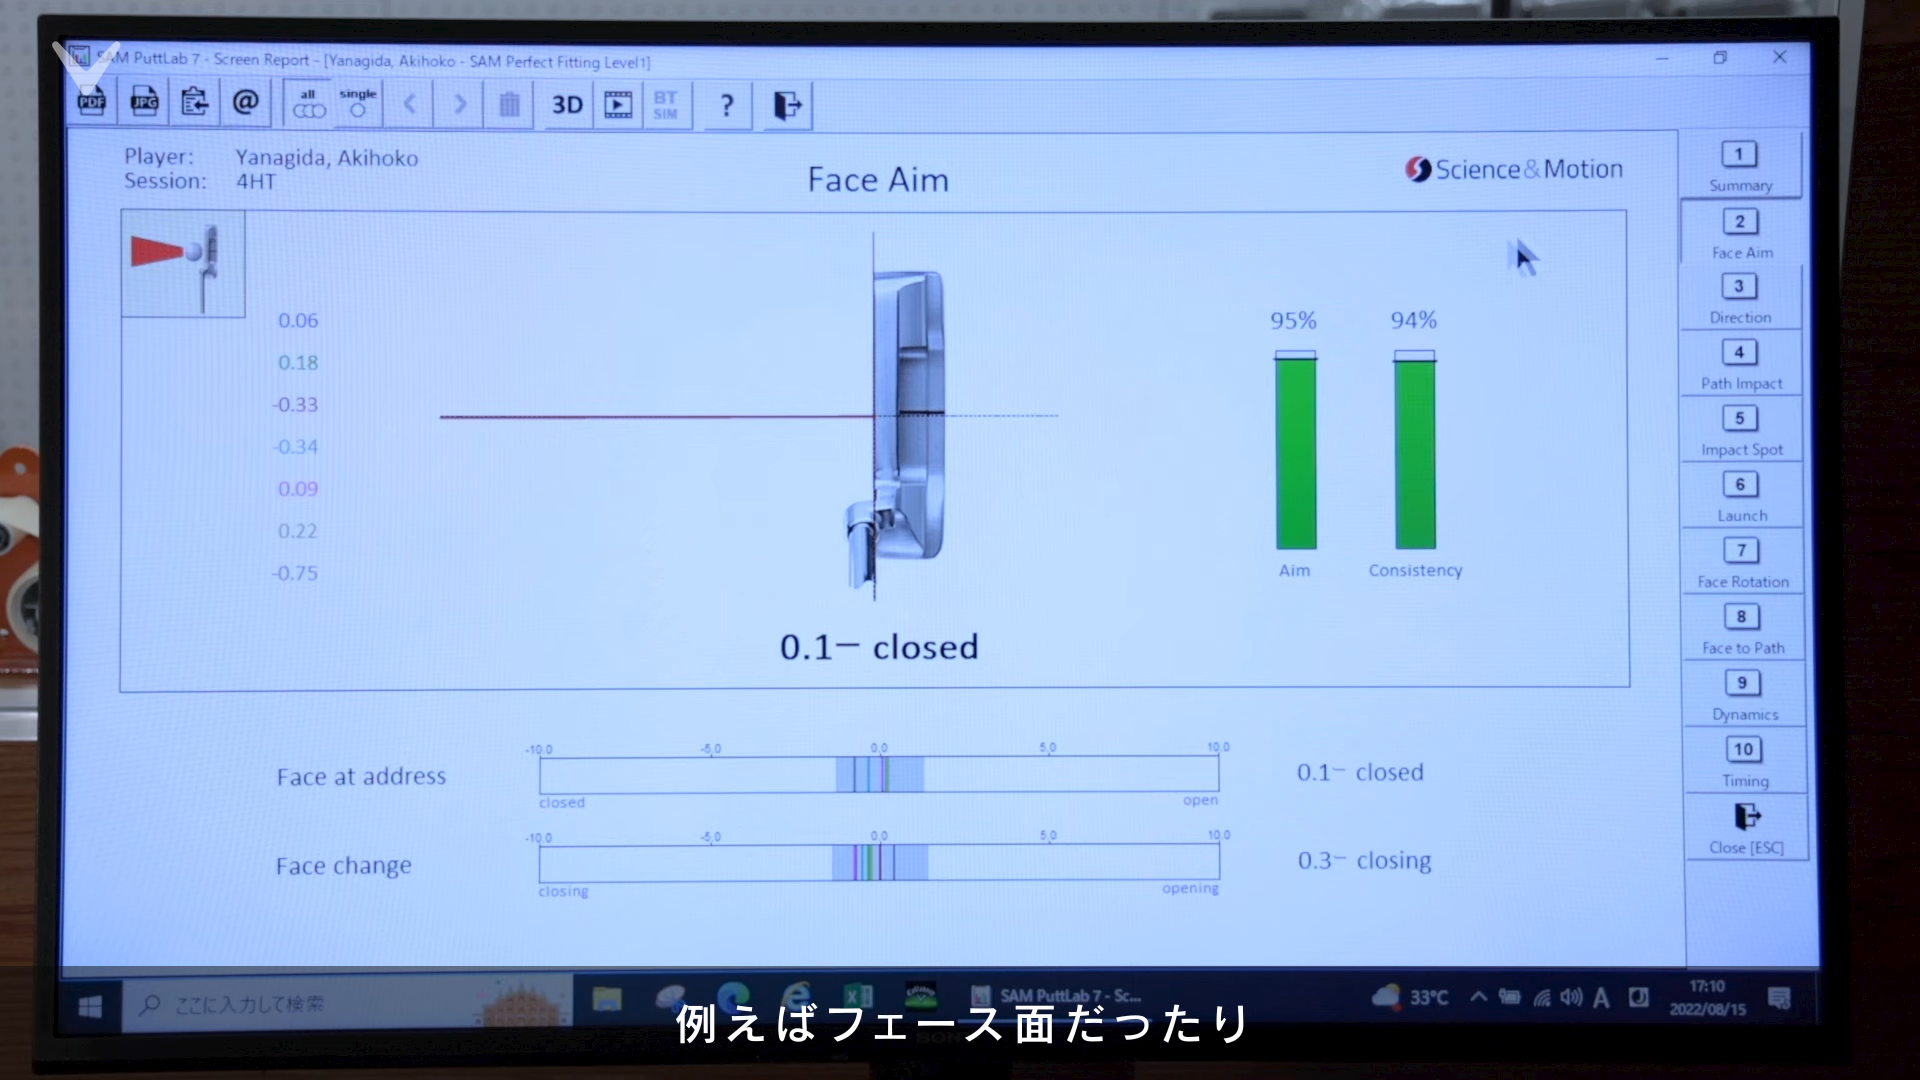 SAM PuttLab 7 - Screen Report - [Yanagida, Akihoko - SAM Perfect Fitting Level1]
PDF JPG @ all single 3D BT SIM ?
Player: Yanagida, Akihoko
Session: 4HT
Face Aim
Science&Motion
0.06
0.18
-0.33
-0.34
0.09
0.22
-0.75
95% 94%
Aim Consistency
0.1— closed
-10.0 -5.0 0.0 5.0 10.0
Face at address
0.1— closed
closed open
-10.0 -5.0 0.0 5.0 10.0
Face change
0.3— closing
closing opening
1
Summary
2
Face Aim
3
Direction
4
Path Impact
5
Impact Spot
6
Launch
7
Face Rotation
8
Face to Path
9
Dynamics
10
Timing
Close [ESC]
ここに入力して検索
SAM PuttLab 7 - Sc...
33°C
A
17:10
2022/08/15
例えばフェース面だったり